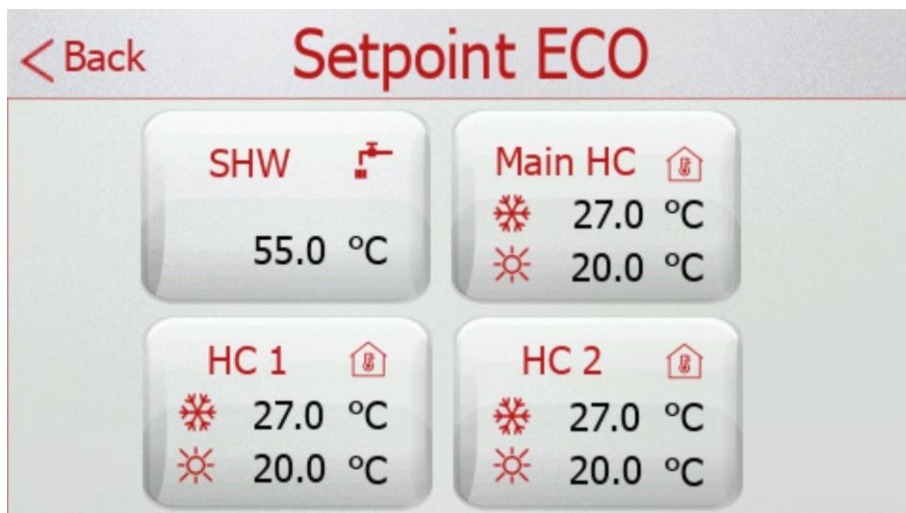 < Back Setpoint ECO
SHW
55.0 °C
Main HC
27.0 °C
20.0 °C
HC 1
27.0 °C
20.0 °C
HC 2
27.0 °C
20.0 °C